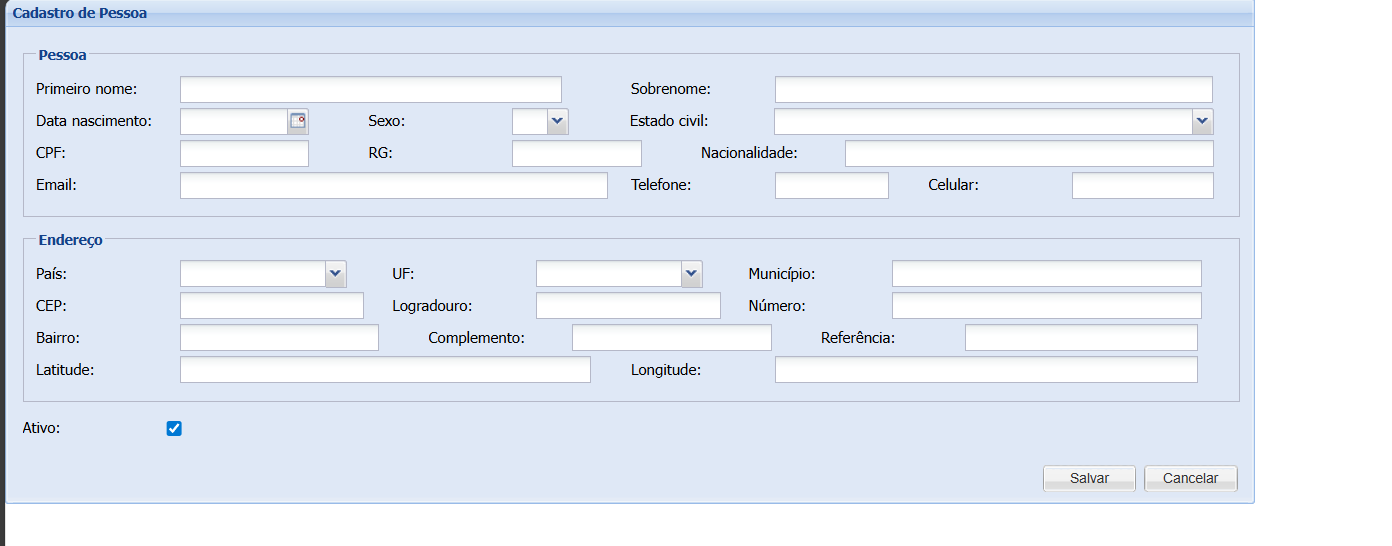 Cadastro de Pessoa
Pessoa
Primeiro nome: Sobrenome:
Data nascimento: Sexo: Estado civil:
CPF: RG: Nacionalidade:
Email: Telefone: Celular:
Endereço
País: UF: Município:
CEP: Logradouro: Número:
Bairro: Complemento: Referência:
Latitude: Longitude:
Ativo:
Salvar Cancelar